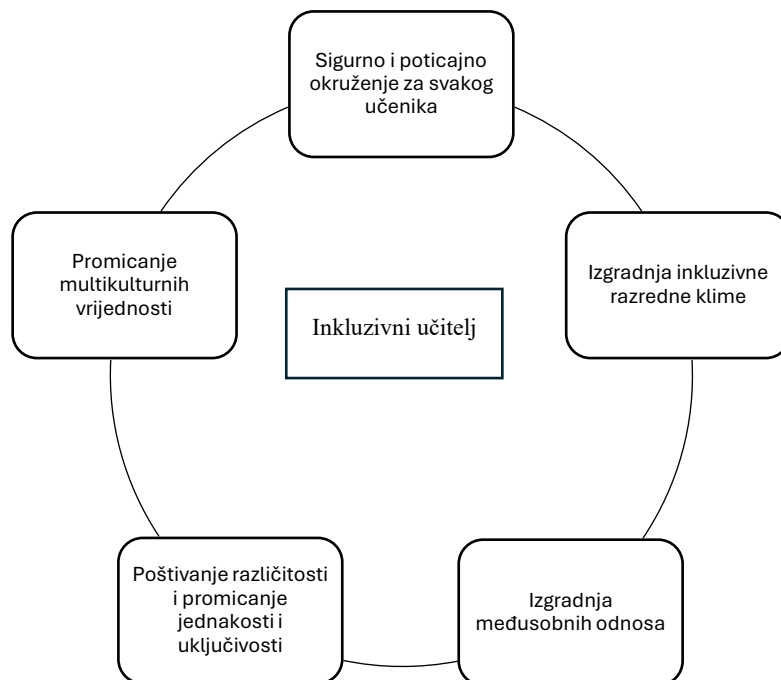 Sigurno i poticajno
okruženje za svakog
učenika
Promicanje
multikulturnih
vrijednosti
Izgradnja inkluzivne
razredne klime
Inkluzivni učitelj
Poštivanje različitosti
i promicanje
jednakosti i
uključivosti
Izgradnja
međusobnih odnosa